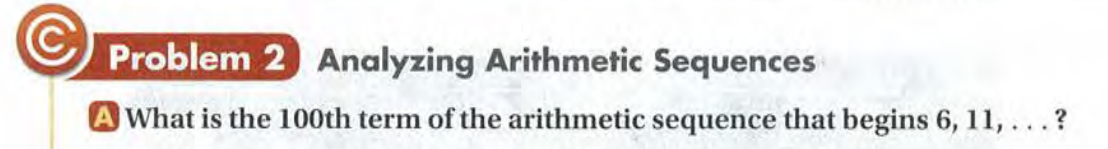 © Problem 2 Analyzing Arithmetic Sequences
A What is the 100th term of the arithmetic sequence that begins 6, 11, . . . ?